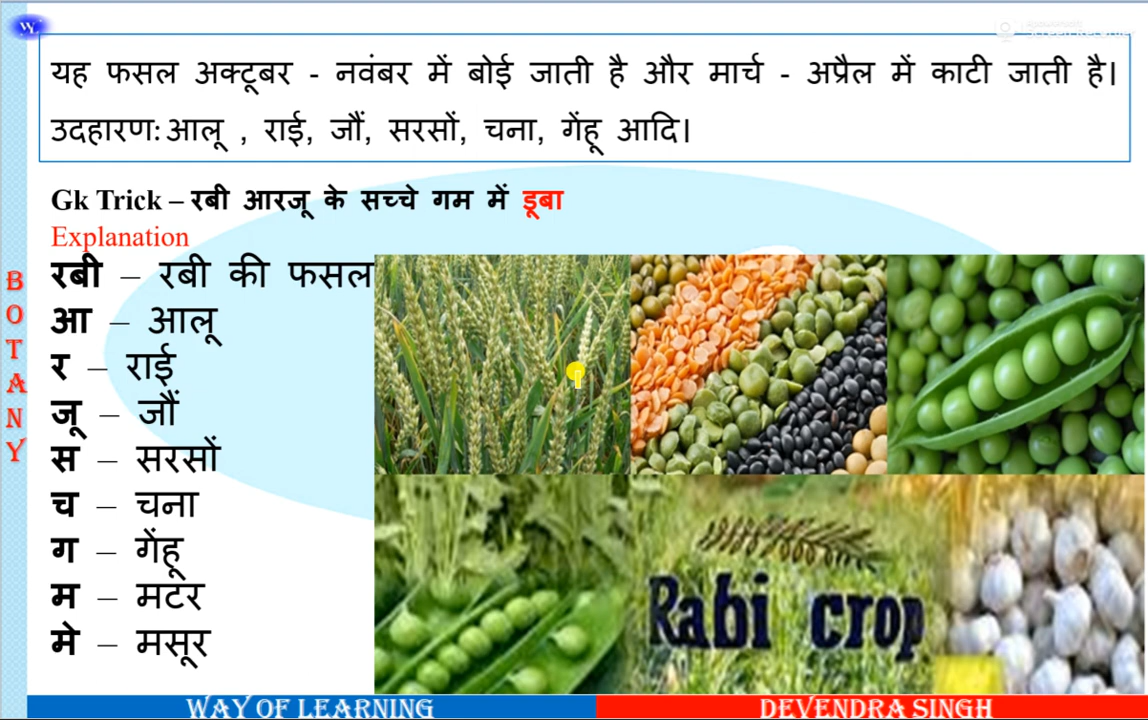 यह फसल अक्टूबर - नवंबर में बोई जाती है और मार्च - अप्रैल में काटी जाती है।
उदहारण: आलू , राई, जौं, सरसों, चना, गेंहू आदि।
Gk Trick – रबी आरजू के सच्चे गम में डूबा
Explanation
रबी – रबी की फसल
आ – आलू
र – राई
जू – जौं
स – सरसों
च – चना
ग – गेंहू
म – मटर
मे – मसूर
BOTANY
Rabi crop
WAY OF LEARNING
DEVENDRA SINGH